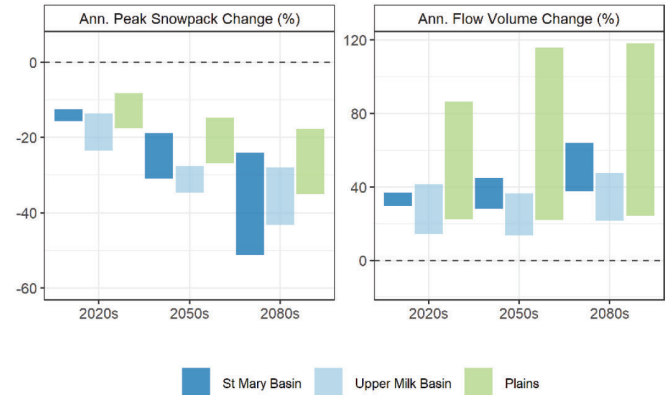 Ann. Peak Snowpack Change (%)
0
-20
-40
-60
2020s 2050s 2080s
Ann. Flow Volume Change (%)
120
80
40
0
2020s 2050s 2080s
St Mary Basin Upper Milk Basin Plains